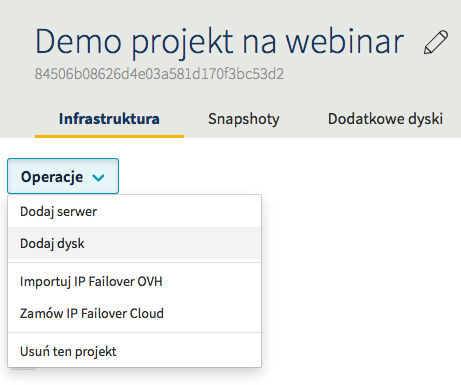 Demo projekt na webinar
84506b08626d4e03a581d170f3bc53d2
Infrastruktura Snapshoty Dodatkowe dyski
Operacje
Dodaj serwer
Dodaj dysk
Importuj IP Failover OVH
Zamów IP Failover Cloud
Usuń ten projekt